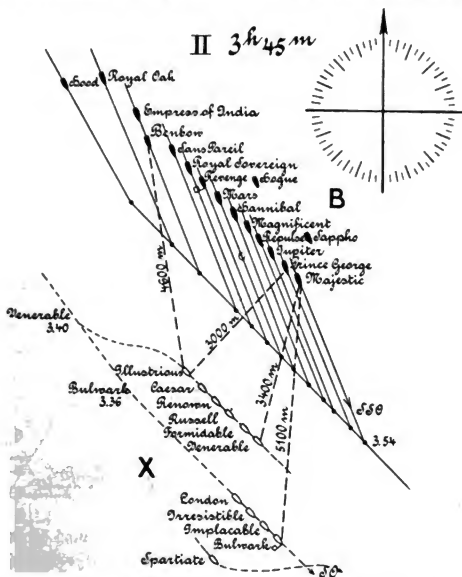 II 3h 45m
Hood
Royal Oak
Empress of India
Benbow
Sans Pareil
Royal Sovereign
Revenge
Bogue
Mars
Hannibal
B
Magnificent
Repulse
Sappho
Jupiter
Prince George
Majestic
4600 m
3000 m
3400 m
5100 m
Venerable
3.40
Illustrious
Bulwark
3.36
Caesar
Renown
Russell
Formidable
Venerable
SSO
3.54
X
London
Irresistible
Implacable
Bulwark
Spartiate
SO